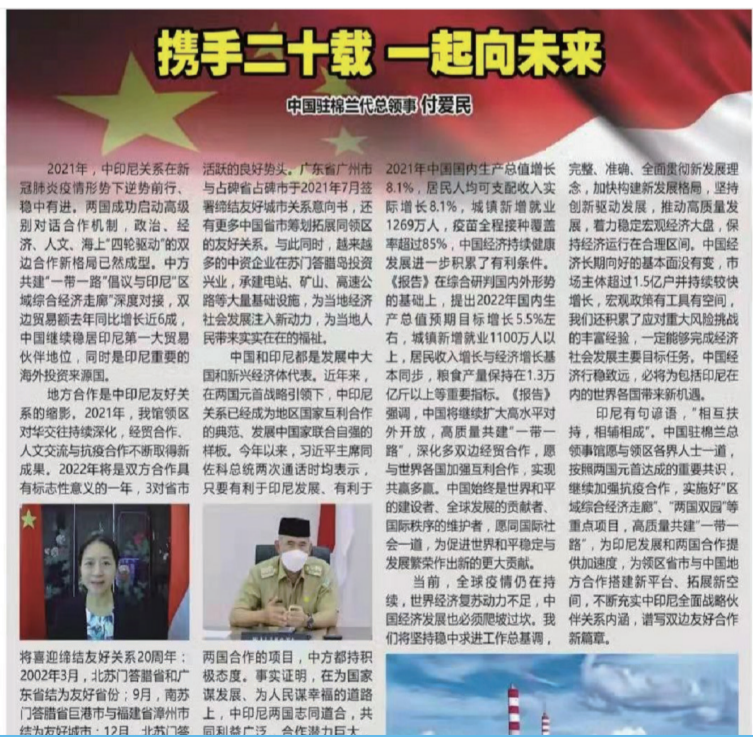 携手二十载 一起向未来
中国驻棉兰代总领事 付爱民
2021年，中印尼关系在新
冠肺炎疫情形势下逆势前行、
稳中有进。两国成功启动高级
别对话合作机制，政治、经
济、人文、海上“四轮驱动”的双
边合作新格局已然成型。中方
共建“一带一路”倡议与印尼“区
域综合经济走廊”深度对接，双
边贸易额去年同比增长近6成，
中国继续稳居印尼第一大贸易
伙伴地位，同时是印尼重要的
海外投资来源国。
地方合作是中印尼友好关
系的缩影。2021年，我馆领区
对华交往持续深化，经贸合作、
人文交流与抗疫合作不断取得新
成果。2022年将是双方合作具
有标志性意义的一年，3对省市
将喜迎缔结友好关系20周年：
2002年3月，北苏门答腊省和广
东省结为友好省份；9月，南苏
门答腊省巨港市与福建省漳州市
结为友好城市；12月，北苏门答
活跃的良好势头。广东省广州市
与占碑省占碑市于2021年7月签
署缔结友好城市关系意向书，还
有更多中国省市筹划拓展同领区
的友好关系。与此同时，越来越
多的中资企业在苏门答腊岛投资
兴业，承建电站、矿山、高速公
路等大量基础设施，为当地经济
社会发展注入新动力，为当地人
民带来实实在在的福祉。
中国和印尼都是发展中大
国和新兴经济体代表。近年来，
在两国元首战略引领下，中印尼
关系已经成为地区国家互利合作
的典范、发展中国家联合自强的
样板。今年以来，习近平主席同
佐科总统两次通话时均表示，
只要有利于印尼发展、有利于
两国合作的项目，中方都持积
极态度。事实证明，在为国家
谋发展、为人民谋幸福的道路
上，中印尼两国志同道合，共
同利益广泛，合作潜力巨大，
2021年中国国内生产总值增长
8.1%，居民人均可支配收入实
际增长8.1%，城镇新增就业
1269万人，疫苗全程接种覆盖
率超过85%，中国经济持续健康
发展进一步积累了有利条件。
《报告》在综合研判国内外形势
的基础上，提出2022年国内生
产总值预期目标增长5.5%左
右，城镇新增就业1100万人以
上，居民收入增长与经济增长基
本同步，粮食产量保持在1.3万
亿斤以上等重要指标。《报告》
强调，中国将继续扩大高水平对
外开放，高质量共建“一带一
路”，深化多双边经贸合作，愿
与世界各国加强互利合作，实现
共赢多赢。中国始终是世界和平
的建设者、全球发展的贡献者、
国际秩序的维护者，愿同国际社
会一道，为促进世界和平稳定与
发展繁荣作出新的更大贡献。
当前，全球疫情仍在持
续，世界经济复苏动力不足，中
国经济发展也必须爬坡过坎。我
们将坚持稳中求进工作总基调，
完整、准确、全面贯彻新发展理
念，加快构建新发展格局，坚持
创新驱动发展，推动高质量发
展，着力稳定宏观经济大盘，保
持经济运行在合理区间。中国经
济长期向好的基本面没有变，市
场主体超过1.5亿户并持续较快
增长，宏观政策有工具有空间，
我们还积累了应对重大风险挑战
的丰富经验，一定能够完成经济
社会发展主要目标任务。中国经
济行稳致远，必将为包括印尼在
内的世界各国带来新机遇。
印尼有句谚语，“相互扶
持，相辅相成”。中国驻棉兰总
领事馆愿与领区各界人士一道，
按照两国元首达成的重要共识，
继续加强抗疫合作，实施好“区
域综合经济走廊”、“两国双园”等
重点项目，高质量共建“一带一
路”，为印尼发展和两国合作提
供加速度，为领区省市与中国地
方合作搭建新平台、拓展新空
间，不断充实中印尼全面战略伙
伴关系内涵，谱写双边友好合作
新篇章。